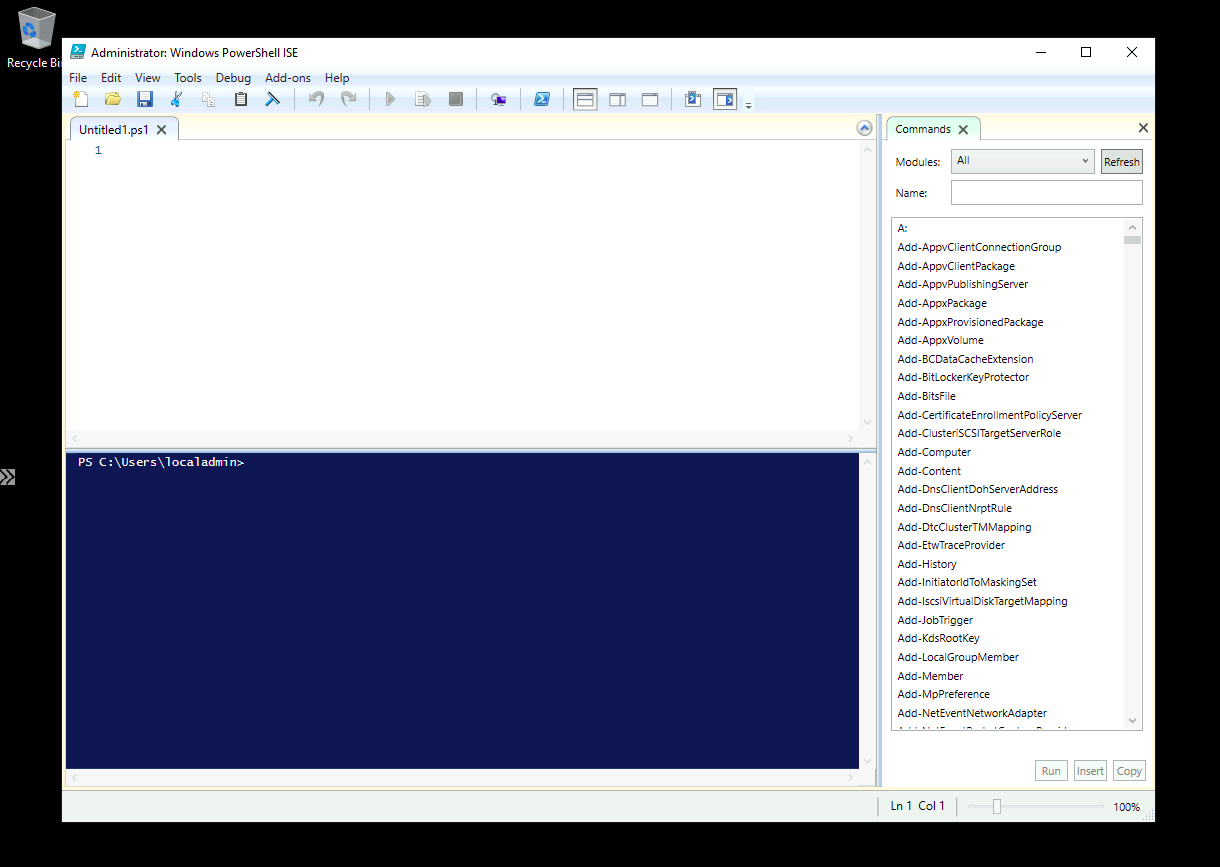 Recycle Bi
Administrator: Windows PowerShell ISE
File Edit View Tools Debug Add-ons Help
Untitled1.ps1
1
PS C:\Users\localadmin>
Commands
Modules: All Refresh
Name:
A:
Add-AppvClientConnectionGroup
Add-AppvClientPackage
Add-AppvPublishingServer
Add-AppxPackage
Add-AppxProvisionedPackage
Add-AppxVolume
Add-BCDataCacheExtension
Add-BitLockerKeyProtector
Add-BitsFile
Add-CertificateEnrollmentPolicyServer
Add-ClusteriSCSITargetServerRole
Add-Computer
Add-Content
Add-DnsClientDohServerAddress
Add-DnsClientNrptRule
Add-DtcClusterTMMapping
Add-EtwTraceProvider
Add-History
Add-InitiatorIdToMaskingSet
Add-IscsiVirtualDiskTargetMapping
Add-JobTrigger
Add-KdsRootKey
Add-LocalGroupMember
Add-Member
Add-MpPreference
Add-NetEventNetworkAdapter
Run Insert Copy
Ln 1 Col 1 100%